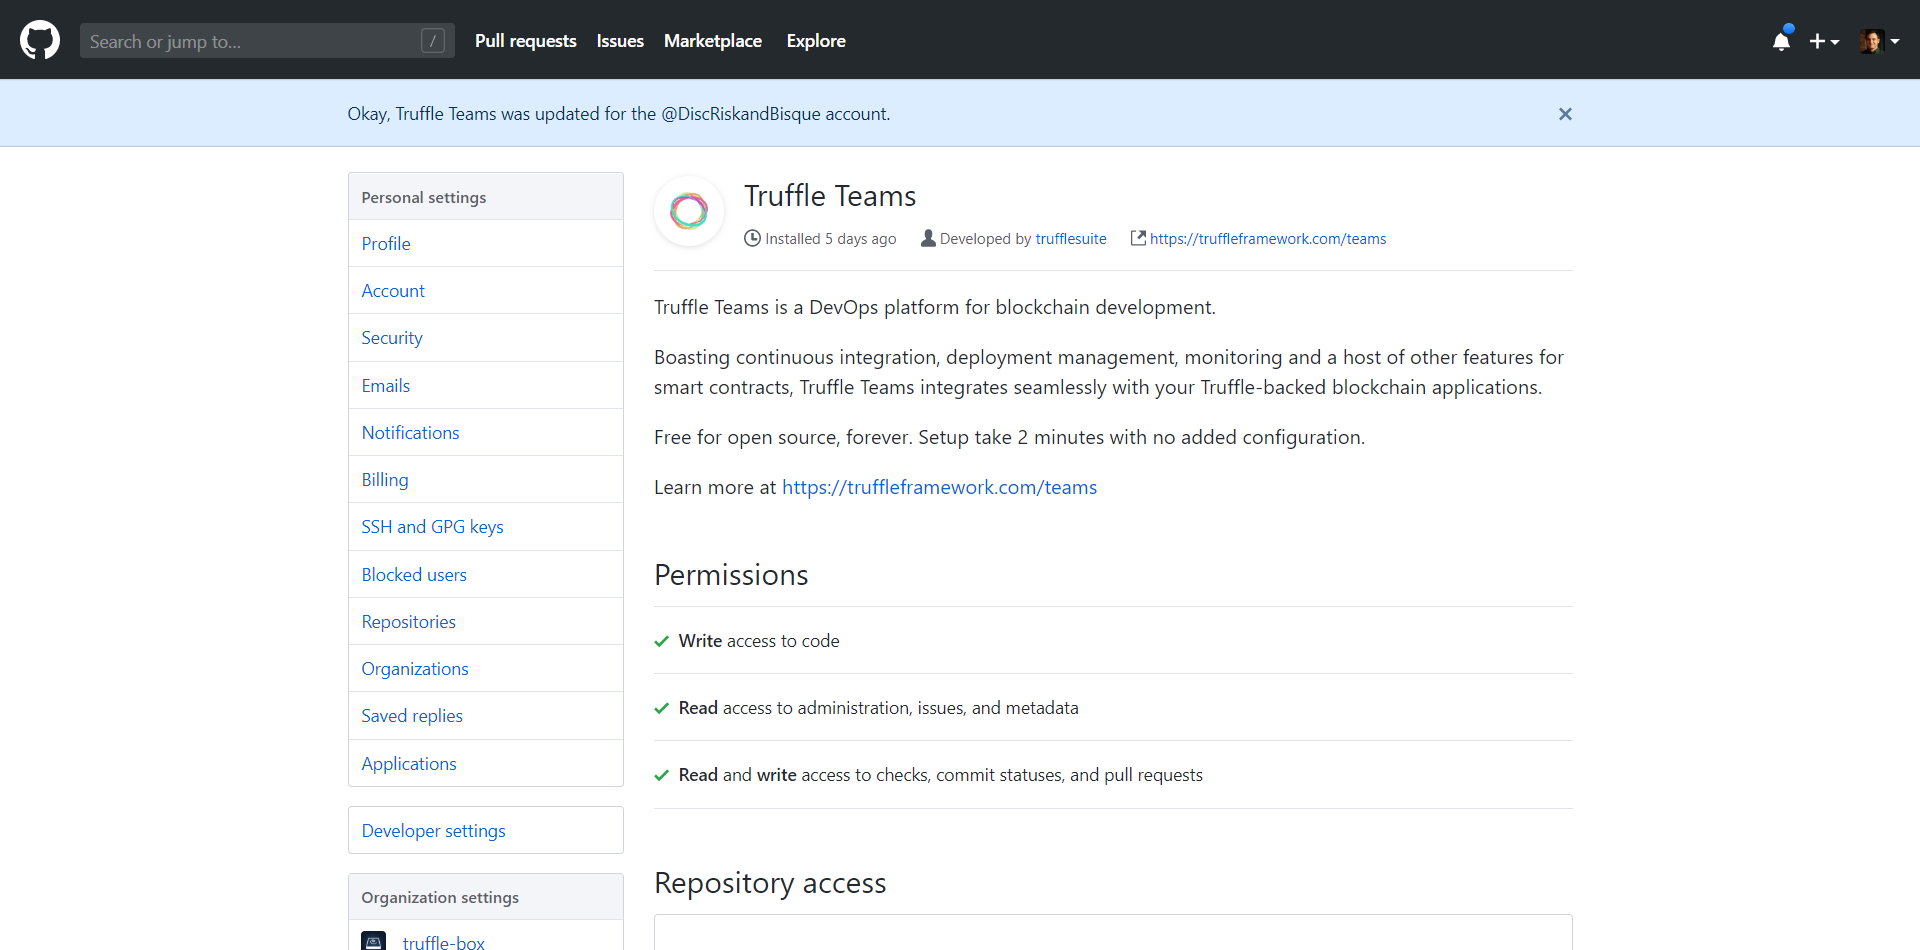 Search or jump to...
/
Pull requests
Issues
Marketplace
Explore
Okay, Truffle Teams was updated for the @DiscRiskandBisque account.
Personal settings
Profile
Account
Security
Emails
Notifications
Billing
SSH and GPG keys
Blocked users
Repositories
Organizations
Saved replies
Applications
Developer settings
Organization settings
truffle-box
Truffle Teams
Installed 5 days ago
Developed by trufflesuite
https://truffleframework.com/teams
Truffle Teams is a DevOps platform for blockchain development.
Boasting continuous integration, deployment management, monitoring and a host of other features for
smart contracts, Truffle Teams integrates seamlessly with your Truffle-backed blockchain applications.
Free for open source, forever. Setup take 2 minutes with no added configuration.
Learn more at https://truffleframework.com/teams
Permissions
Write access to code
Read access to administration, issues, and metadata
Read and write access to checks, commit statuses, and pull requests
Repository access